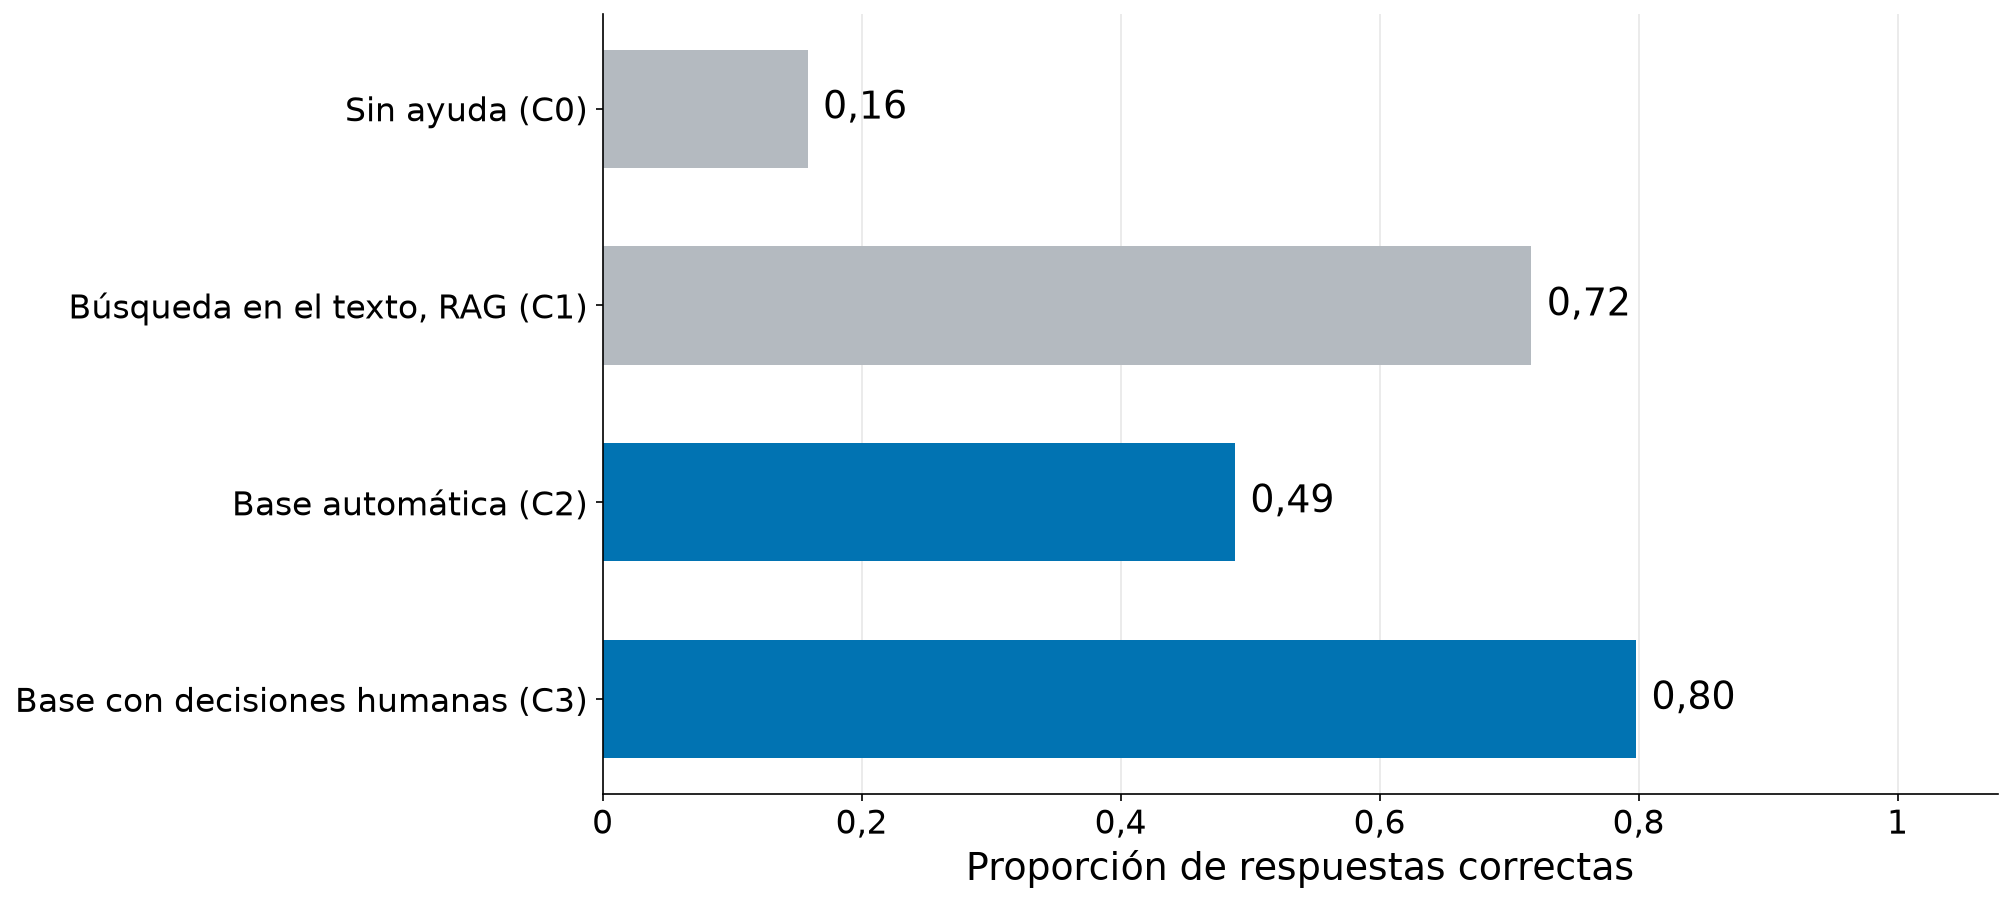 Sin ayuda (C0)
0,16
Búsqueda en el texto, RAG (C1)
0,72
Base automática (C2)
0,49
Base con decisiones humanas (C3)
0,80
0 0,2 0,4 0,6 0,8 1
Proporción de respuestas correctas